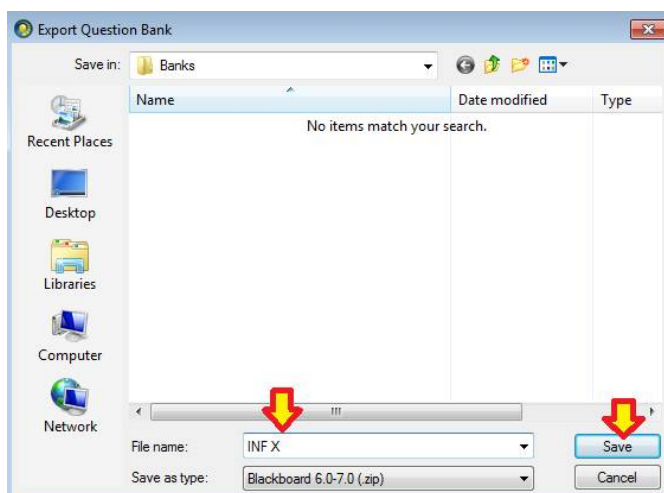 Export Question Bank
Save in: Banks
Name Date modified Type
No items match your search.
Recent Places
Desktop
Libraries
Computer
Network
File name: INF X Save
Save as type: Blackboard 6.0-7.0 (.zip) Cancel